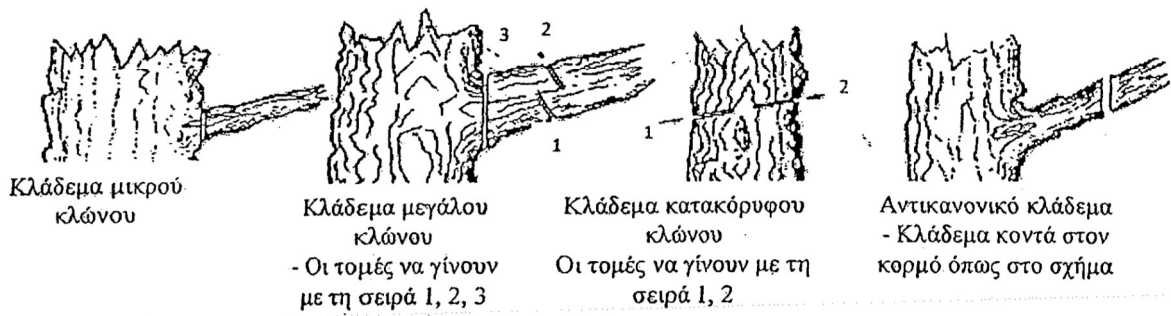 3
2
1
1
2
Κλάδεμα μικρού
κλώνου
Κλάδεμα μεγάλου
κλώνου
- Οι τομές να γίνουν
με τη σειρά 1, 2, 3
Κλάδεμα κατακόρυφου
κλώνου
Οι τομές να γίνουν με τη
σειρά 1, 2
Αντικανονικό κλάδεμα
- Κλάδεμα κοντά στον
κορμό όπως στο σχήμα